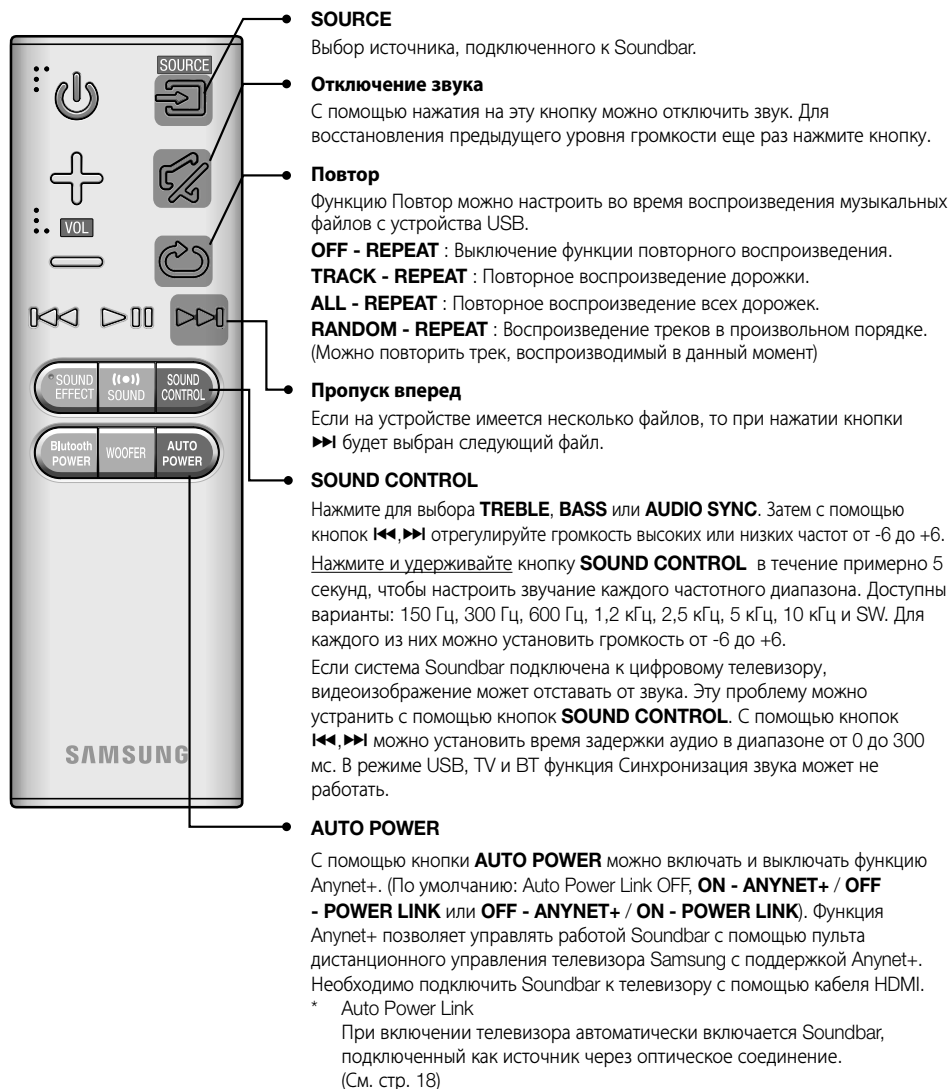 SOURCE
Выбор источника, подключенного к Soundbar.
Отключение звука
С помощью нажатия на эту кнопку можно отключить звук. Для
восстановления предыдущего уровня громкости еще раз нажмите кнопку.
Повтор
Функцию Повтор можно настроить во время воспроизведения музыкальных
файлов с устройства USB.
OFF - REPEAT : Выключение функции повторного воспроизведения.
TRACK - REPEAT : Повторное воспроизведение дорожки.
ALL - REPEAT : Повторное воспроизведение всех дорожек.
RANDOM - REPEAT : Воспроизведение треков в произвольном порядке.
(Можно повторить трек, воспроизводимый в данный момент)
Пропуск вперед
Если на устройстве имеется несколько файлов, то при нажатии кнопки
⏭ будет выбран следующий файл.
SOUND CONTROL
Нажмите для выбора TREBLE, BASS или AUDIO SYNC. Затем с помощью
кнопок ⏮,⏭ отрегулируйте громкость высоких или низких частот от -6 до +6.
Нажмите и удерживайте кнопку SOUND CONTROL в течение примерно 5
секунд, чтобы настроить звучание каждого частотного диапазона. Доступны
варианты: 150 Гц, 300 Гц, 600 Гц, 1,2 кГц, 2,5 кГц, 5 кГц, 10 кГц и SW. Для
каждого из них можно установить громкость от -6 до +6.
Если система Soundbar подключена к цифровому телевизору,
видеоизображение может отставать от звука. Эту проблему можно
устранить с помощью кнопок SOUND CONTROL. С помощью кнопок
⏮,⏭ можно установить время задержки аудио в диапазоне от 0 до 300
мс. В режиме USB, TV и BT функция Синхронизация звука может не
работать.
AUTO POWER
С помощью кнопки AUTO POWER можно включать и выключать функцию
Anynet+. (По умолчанию: Auto Power Link OFF, ON - ANYNET+ / OFF
- POWER LINK или OFF - ANYNET+ / ON - POWER LINK). Функция
Anynet+ позволяет управлять работой Soundbar с помощью пульта
дистанционного управления телевизора Samsung с поддержкой Anynet+.
Необходимо подключить Soundbar к телевизору с помощью кабеля HDMI.
* Auto Power Link
При включении телевизора автоматически включается Soundbar,
подключенный как источник через оптическое соединение.
(См. стр. 18)
SOURCE
VOL
SOUND
EFFECT
SOUND
SOUND
CONTROL
Blutooth
POWER
WOOFER
AUTO
POWER
SAMSUNG